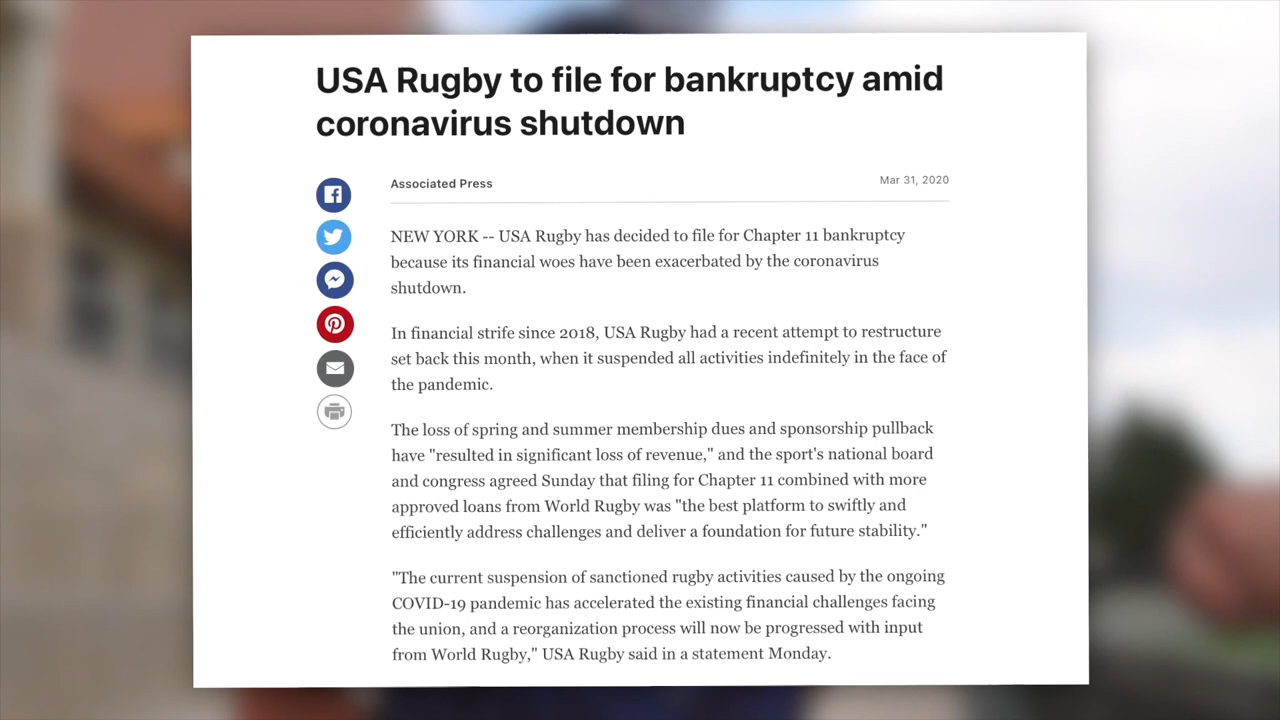 USA Rugby to file for bankruptcy amid
coronavirus shutdown
Associated Press
Mar 31, 2020
NEW YORK -- USA Rugby has decided to file for Chapter 11 bankruptcy
because its financial woes have been exacerbated by the coronavirus
shutdown.
In financial strife since 2018, USA Rugby had a recent attempt to restructure
set back this month, when it suspended all activities indefinitely in the face of
the pandemic.
The loss of spring and summer membership dues and sponsorship pullback
have "resulted in significant loss of revenue," and the sport's national board
and congress agreed Sunday that filing for Chapter 11 combined with more
approved loans from World Rugby was "the best platform to swiftly and
efficiently address challenges and deliver a foundation for future stability."
"The current suspension of sanctioned rugby activities caused by the ongoing
COVID-19 pandemic has accelerated the existing financial challenges facing
the union, and a reorganization process will now be progressed with input
from World Rugby," USA Rugby said in a statement Monday.